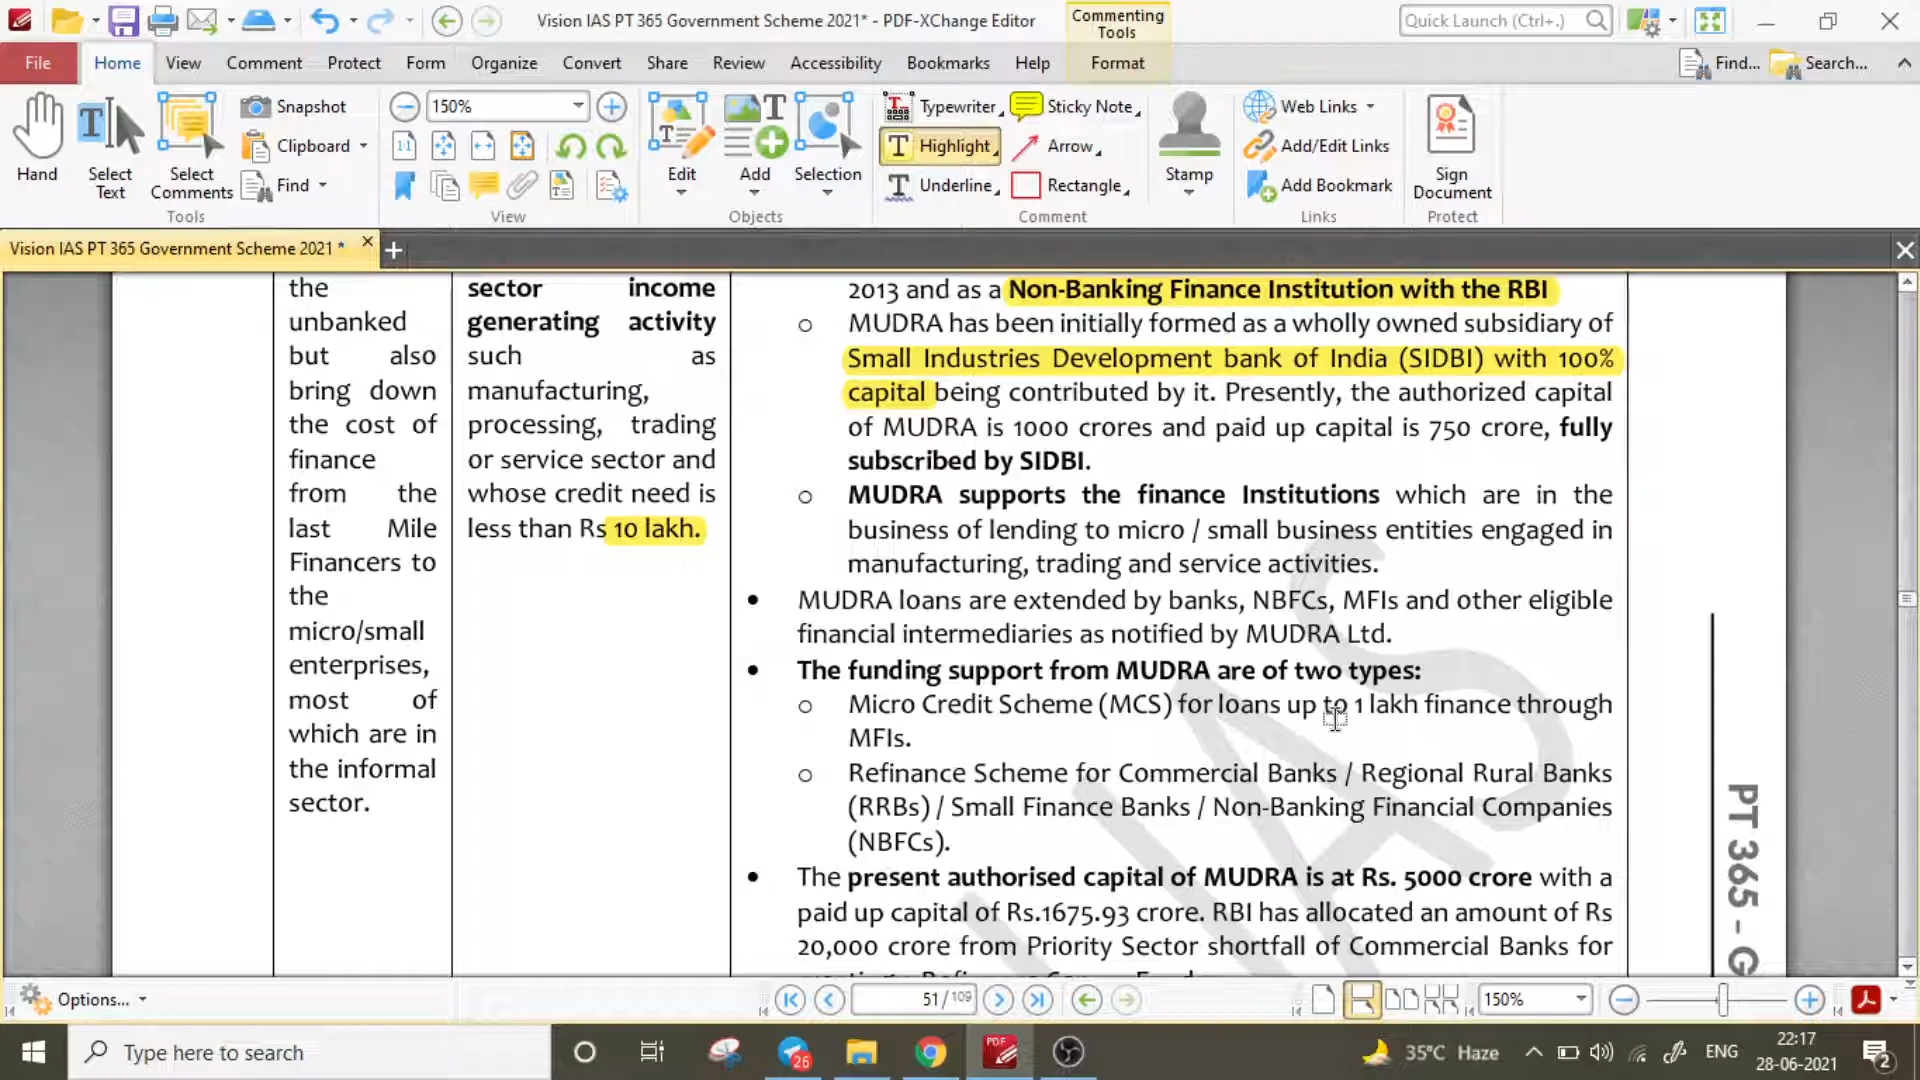 Vision IAS PT 365 Government Scheme 2021* - PDF-XChange Editor
Commenting Tools
Quick Launch (Ctrl+.)
File
Home
View
Comment
Protect
Form
Organize
Convert
Share
Review
Accessibility
Bookmarks
Help
Format
Find...
Search...
Hand
Select Text
Select Comments
Snapshot
Clipboard
Find
Tools
150%
View
Edit
Add
Selection
Objects
Typewriter
Highlight
Underline
Sticky Note
Arrow
Rectangle
Stamp
Comment
Web Links
Add/Edit Links
Add Bookmark
Links
Sign Document
Protect
Vision IAS PT 365 Government Scheme 2021 *
the
unbanked
but also
bring down
the cost of
finance
from the
last Mile
Financers to
the
micro/small
enterprises,
most of
which are in
the informal
sector.
sector income
generating activity
such as
manufacturing,
processing, trading
or service sector and
whose credit need is
less than Rs 10 lakh.
2013 and as a Non-Banking Finance Institution with the RBI
o MUDRA has been initially formed as a wholly owned subsidiary of
Small Industries Development bank of India (SIDBI) with 100%
capital being contributed by it. Presently, the authorized capital
of MUDRA is 1000 crores and paid up capital is 750 crore, fully
subscribed by SIDBI.
o MUDRA supports the finance Institutions which are in the
business of lending to micro / small business entities engaged in
manufacturing, trading and service activities.
• MUDRA loans are extended by banks, NBFCs, MFIs and other eligible
financial intermediaries as notified by MUDRA Ltd.
• The funding support from MUDRA are of two types:
o Micro Credit Scheme (MCS) for loans up to 1 lakh finance through
MFIs.
o Refinance Scheme for Commercial Banks / Regional Rural Banks
(RRBs) / Small Finance Banks / Non-Banking Financial Companies
(NBFCs).
• The present authorised capital of MUDRA is at Rs. 5000 crore with a
paid up capital of Rs.1675.93 crore. RBI has allocated an amount of Rs
20,000 crore from Priority Sector shortfall of Commercial Banks for
IAS
PT 365 - G
Options...
51 / 109
150%
Type here to search
26
35°C Haze
ENG
22:17
28-06-2021
2